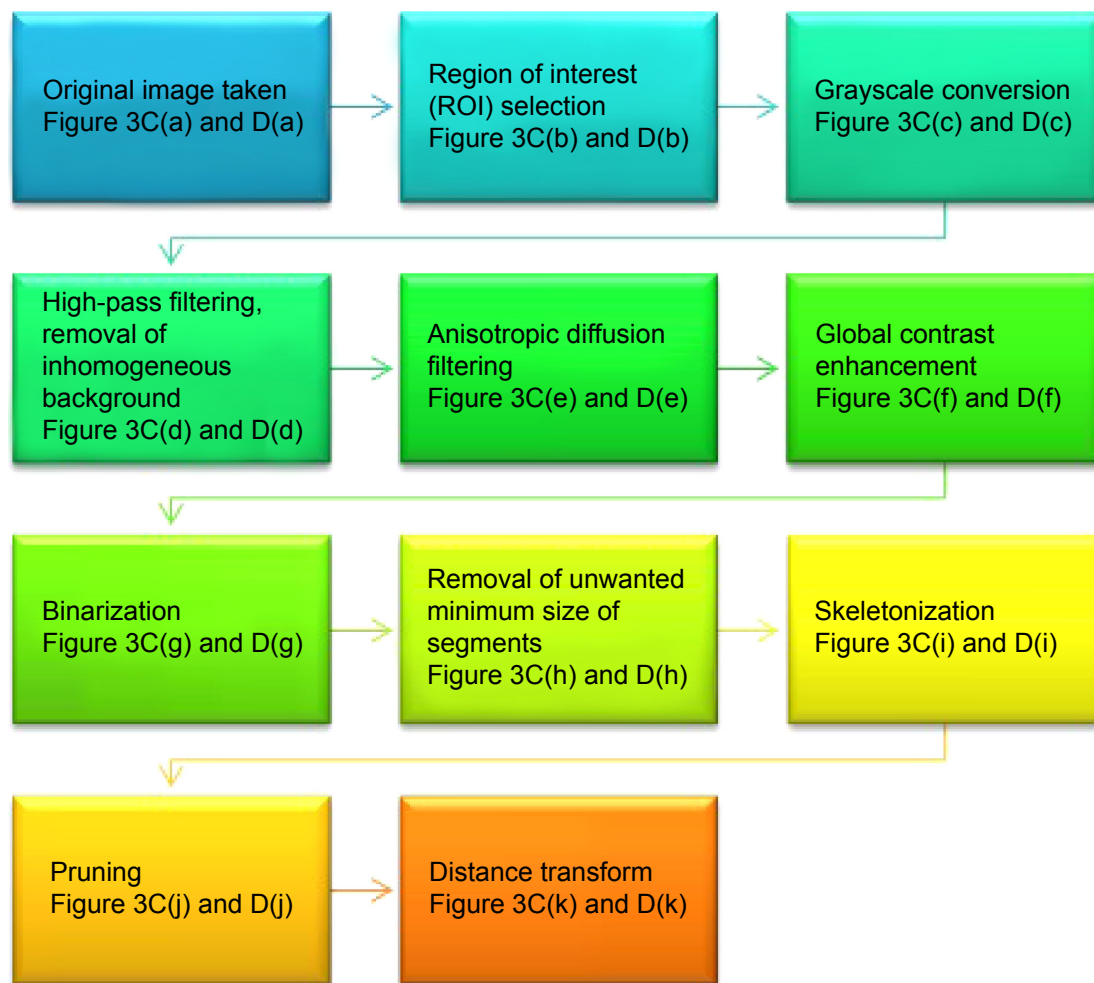 Original image taken
Figure 3C(a) and D(a)
Region of interest
(ROI) selection
Figure 3C(b) and D(b)
Grayscale conversion
Figure 3C(c) and D(c)
High-pass filtering,
removal of
inhomogeneous
background
Figure 3C(d) and D(d)
Anisotropic diffusion
filtering
Figure 3C(e) and D(e)
Global contrast
enhancement
Figure 3C(f) and D(f)
Binarization
Figure 3C(g) and D(g)
Removal of unwanted
minimum size of
segments
Figure 3C(h) and D(h)
Skeletonization
Figure 3C(i) and D(i)
Pruning
Figure 3C(j) and D(j)
Distance transform
Figure 3C(k) and D(k)